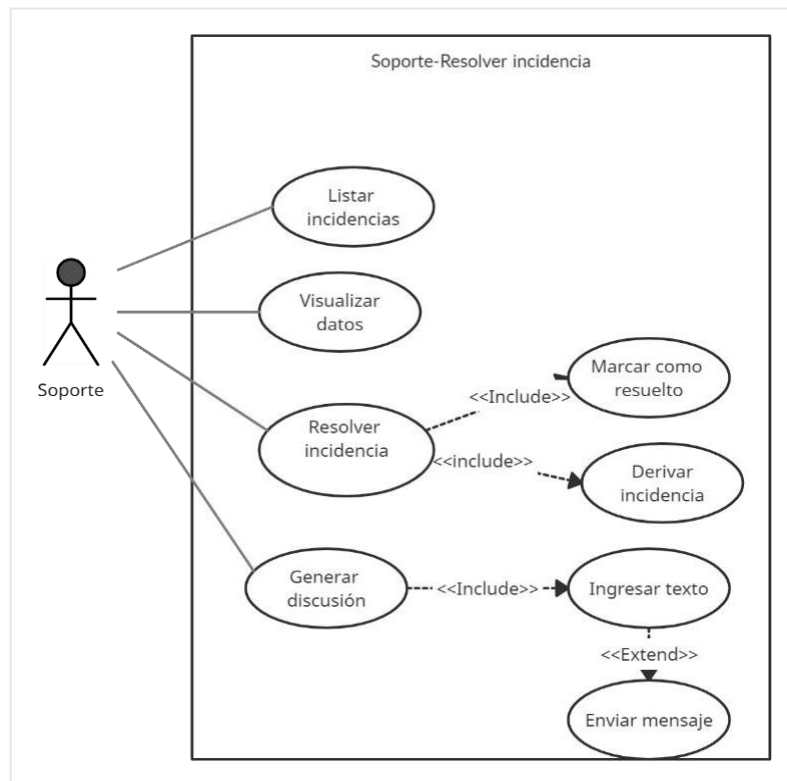 Soporte-Resolver incidencia
Listar
incidencias
Visualizar
datos
Soporte
Marcar como
resuelto
<<Include>>
Resolver
incidencia
<<include>>
Derivar
incidencia
Generar
discusión
<<Include>>
Ingresar texto
<<Extend>>
Enviar mensaje